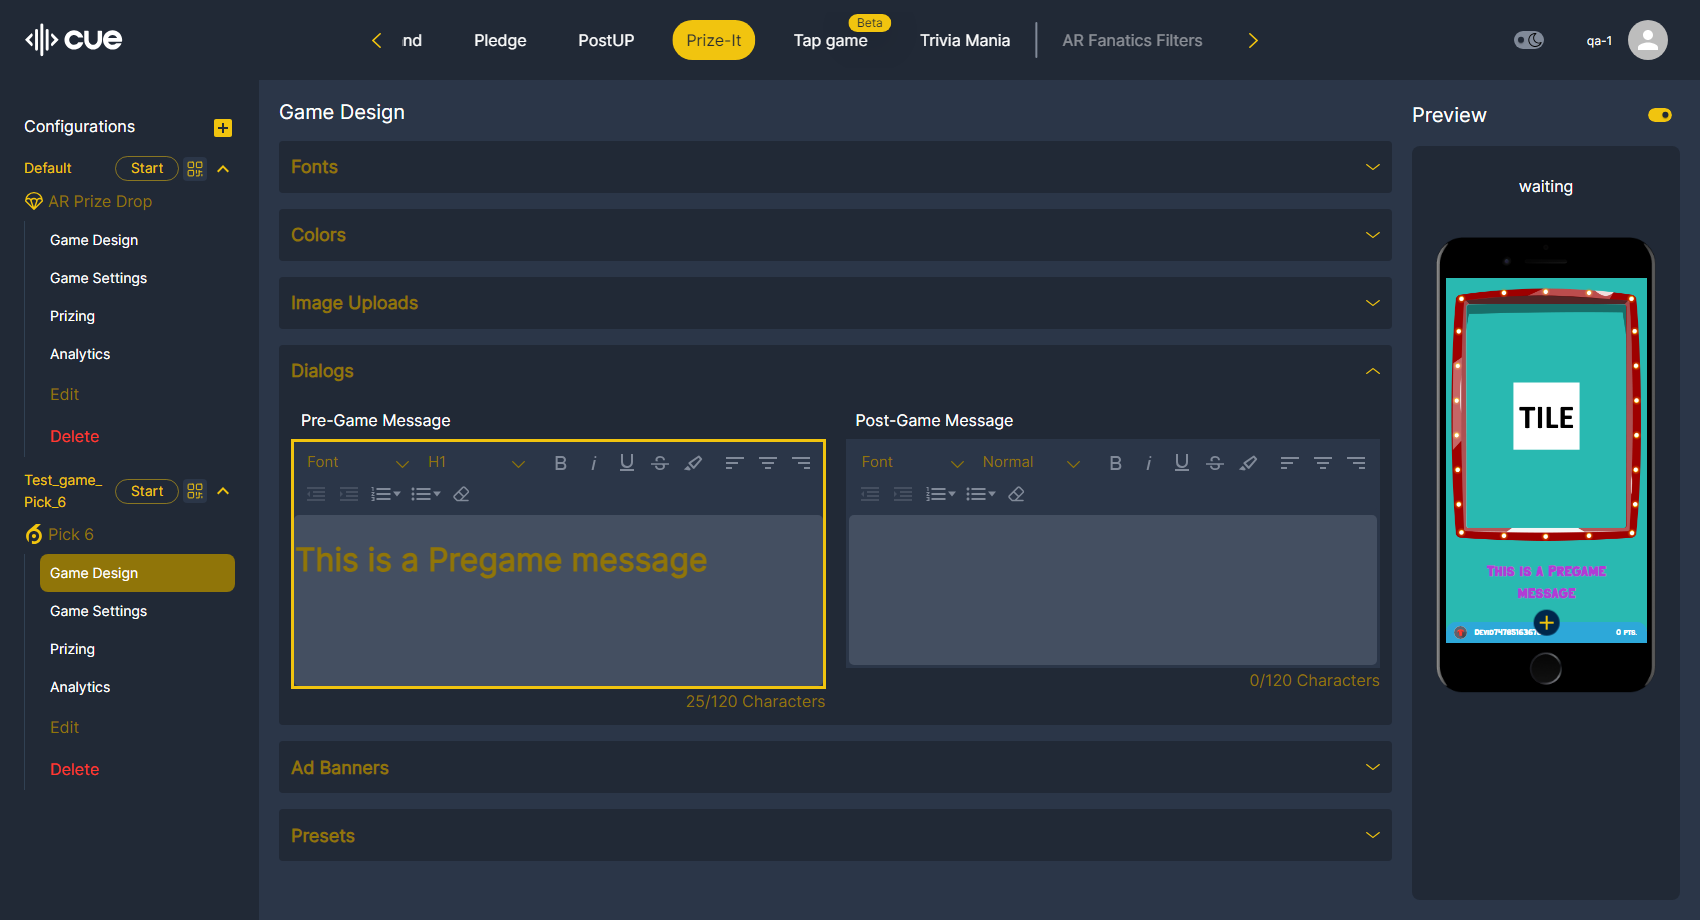 cue
nd
Pledge
PostUP
Prize-It
Beta
Tap game
Trivia Mania
AR Fanatics Filters
qa-1
Configurations
Default
Start
AR Prize Drop
Game Design
Game Settings
Prizing
Analytics
Edit
Delete
Test_game_
Pick_6
Start
Pick 6
Game Design
Game Settings
Prizing
Analytics
Edit
Delete
Game Design
Fonts
Colors
Image Uploads
Dialogs
Pre-Game Message
Font
H1
This is a Pregame message
25/120 Characters
Post-Game Message
Font
Normal
0/120 Characters
Ad Banners
Presets
Preview
waiting
TILE
This is a Pregame
message
0 pts.